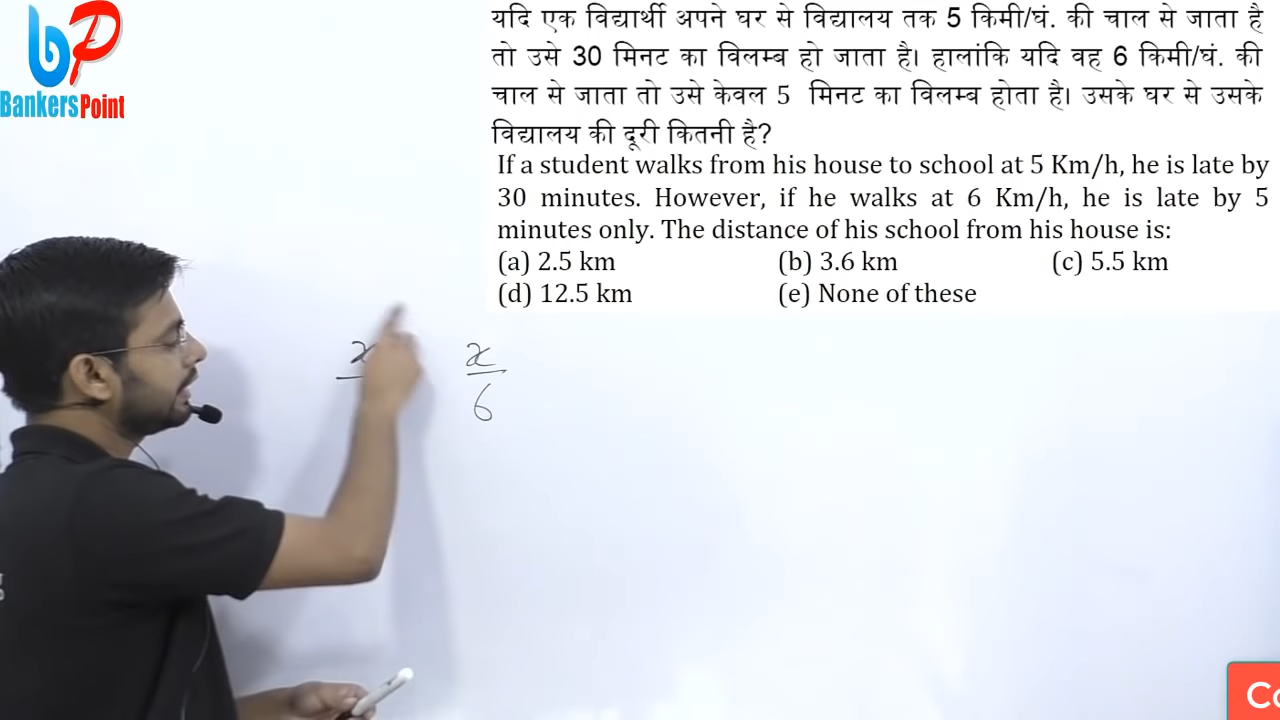 यदि एक विद्यार्थी अपने घर से विद्यालय तक 5 किमी/घं. की चाल से जाता है
तो उसे 30 मिनट का विलम्ब हो जाता है। हालांकि यदि वह 6 किमी/घं. की
चाल से जाता तो उसे केवल 5 मिनट का विलम्ब होता है। उसके घर से उसके
विद्यालय की दूरी कितनी है?
If a student walks from his house to school at 5 Km/h, he is late by
30 minutes. However, if he walks at 6 Km/h, he is late by 5
minutes only. The distance of his school from his house is:
(a) 2.5 km (b) 3.6 km (c) 5.5 km
(d) 12.5 km (e) None of these
bP
BankersPoint
x x
6